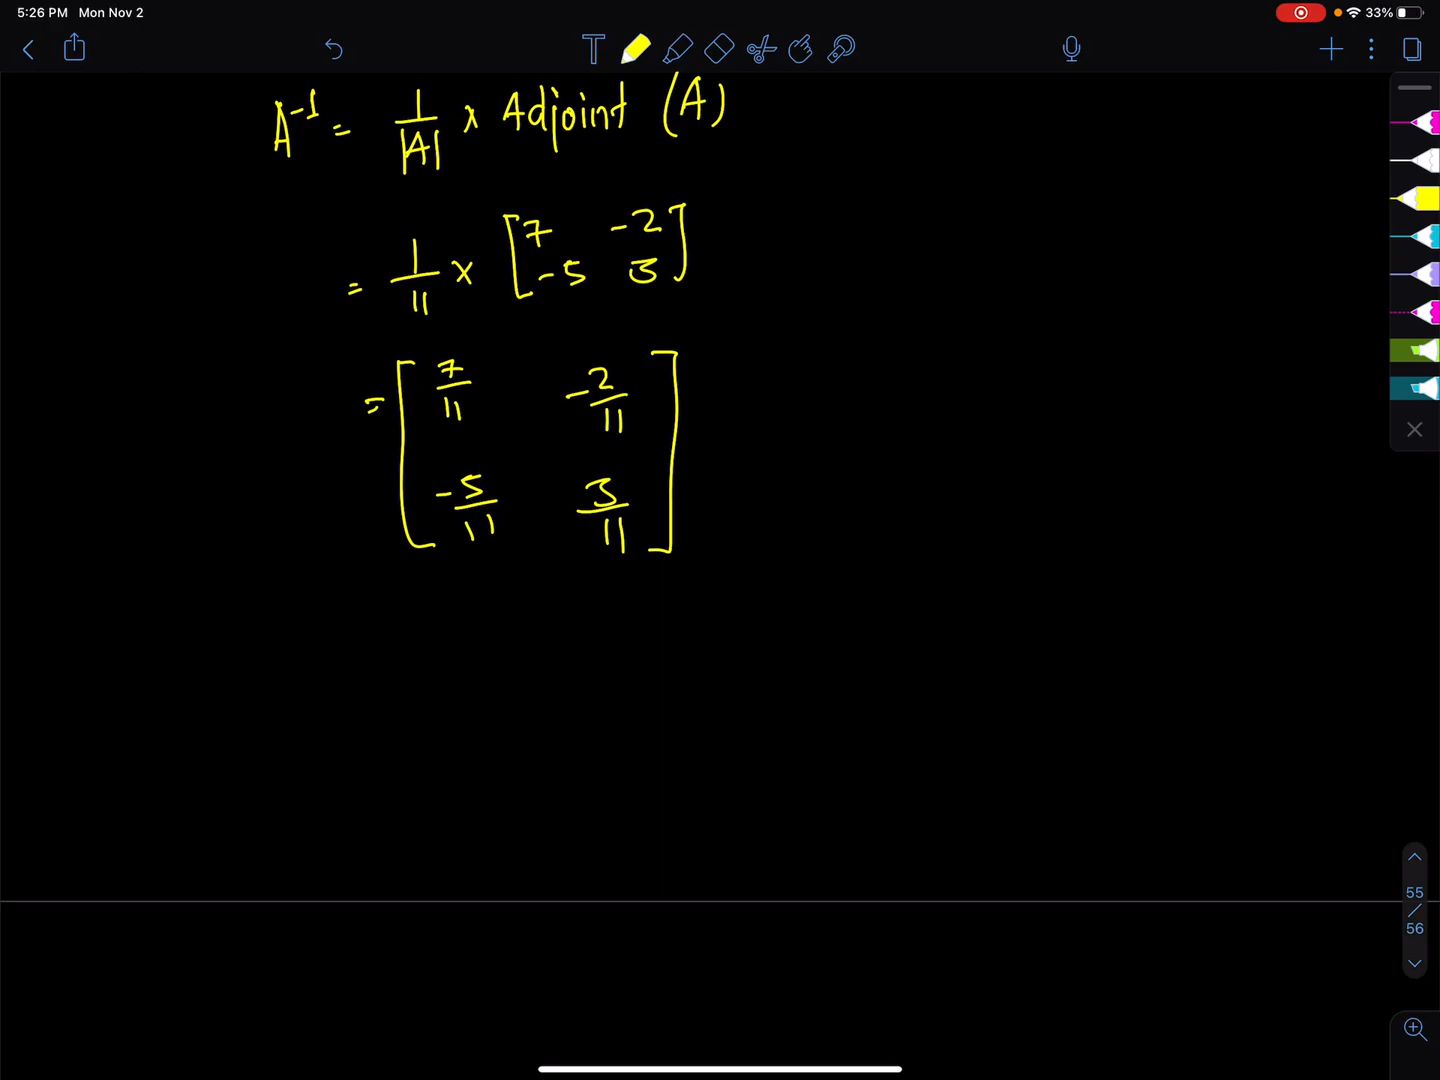 5:26 PM Mon Nov 2
33%
T
A⁻¹ = 1/|A| × Adjoint (A)
= 1/11 × [7 -2
-5 3]
= [7/11 -2/11
-5/11 3/11]
55
/
56